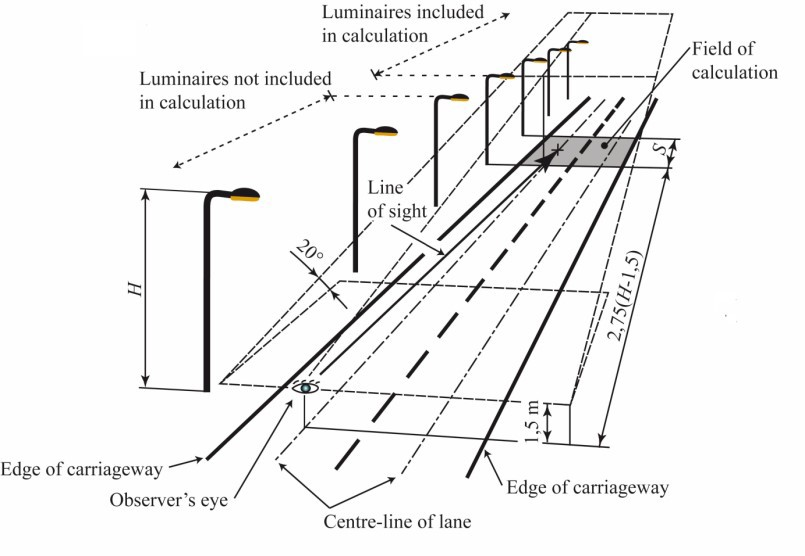 Luminaires included
in calculation
Field of
calculation
Luminaires not included
in calculation
S
Line
of sight
20°
H
2,75(H-1,5)
1,5 m
Edge of carriageway
Observer's eye
Edge of carriageway
Centre-line of lane